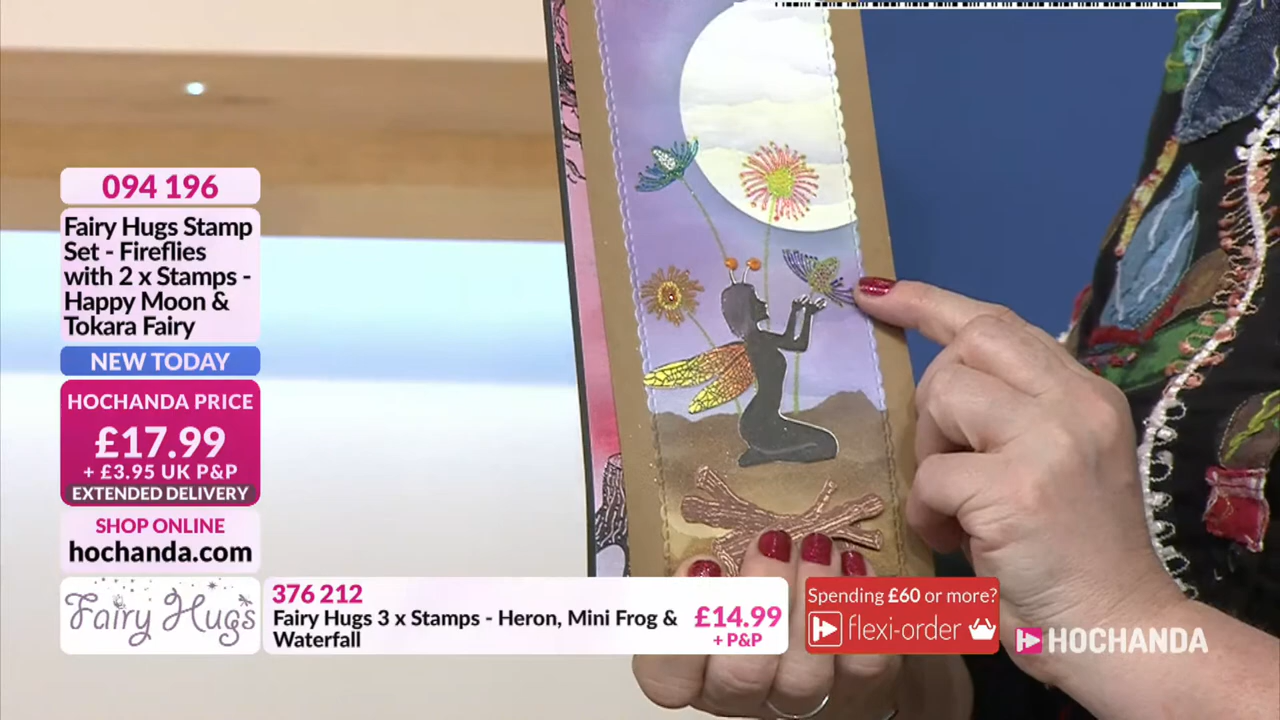 094 196
Fairy Hugs Stamp
Set - Fireflies
with 2 x Stamps -
Happy Moon &
Tokara Fairy
NEW TODAY
HOCHANDA PRICE
£17.99
+ £3.95 UK P&P
EXTENDED DELIVERY
SHOP ONLINE
hochanda.com
Fairy Hugs
376 212
Fairy Hugs 3 x Stamps - Heron, Mini Frog &
Waterfall
£14.99
+ P&P
Spending £60 or more?
flexi-order
HOCHANDA